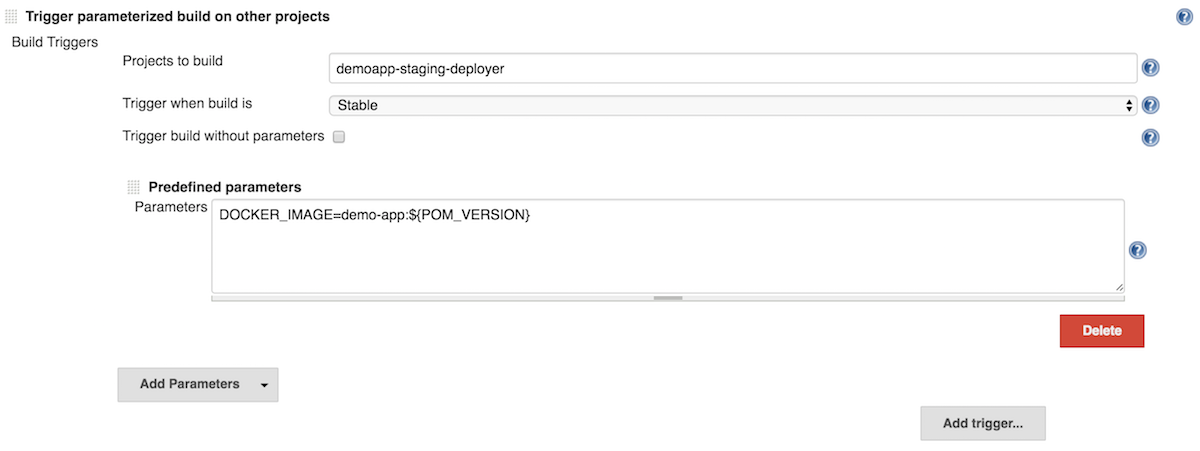 Trigger parameterized build on other projects
Build Triggers
Projects to build
demoapp-staging-deployer
Trigger when build is
Stable
Trigger build without parameters
Predefined parameters
Parameters
DOCKER_IMAGE=demo-app:${POM_VERSION}
Delete
Add Parameters
Add trigger...